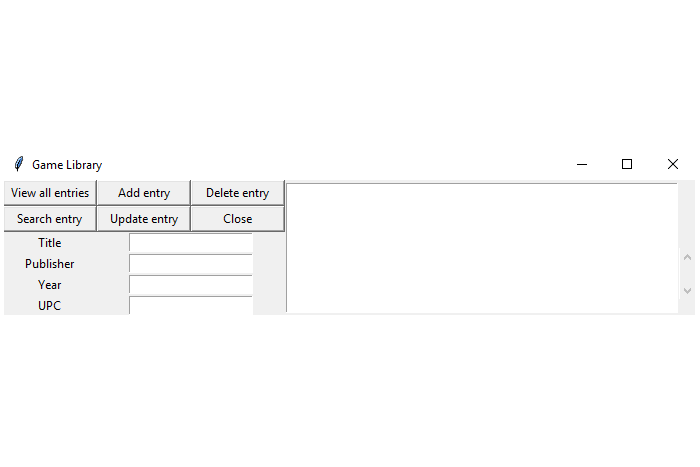 Game Library
View all entries Add entry Delete entry
Search entry Update entry Close
Title
Publisher
Year
UPC